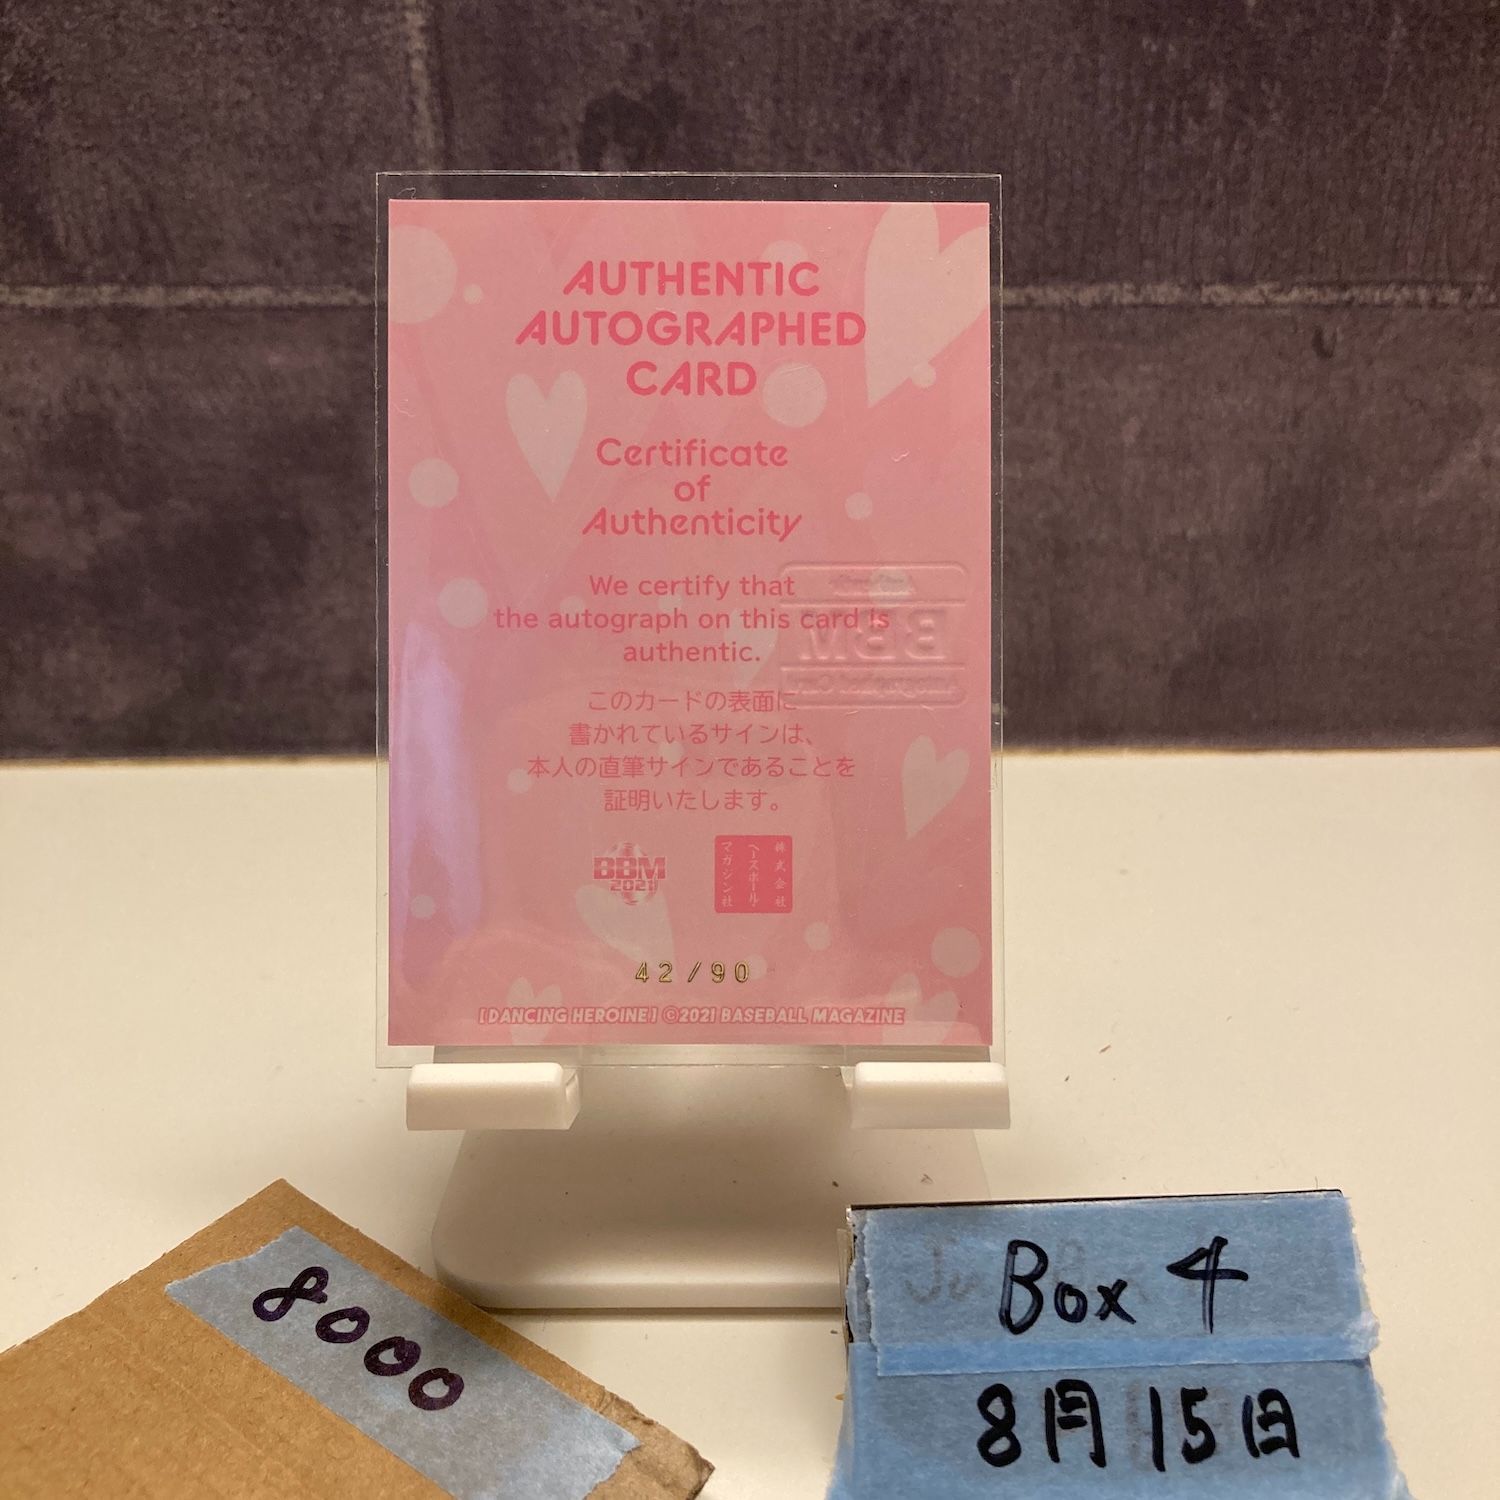 AUTHENTIC
AUTOGRAPHED
CARD
Certificate
of
Authenticity
We certify that
the autograph on this card is
authentic.
このカードの表面に
書かれているサインは、
本人の直筆サインであることを
証明いたします。
BBM
2021
株式会社
ベースボール
マガジン社
42/90
[DANCING HEROINE] ©2021 BASEBALL MAGAZINE
8000
Box 4
8月15日